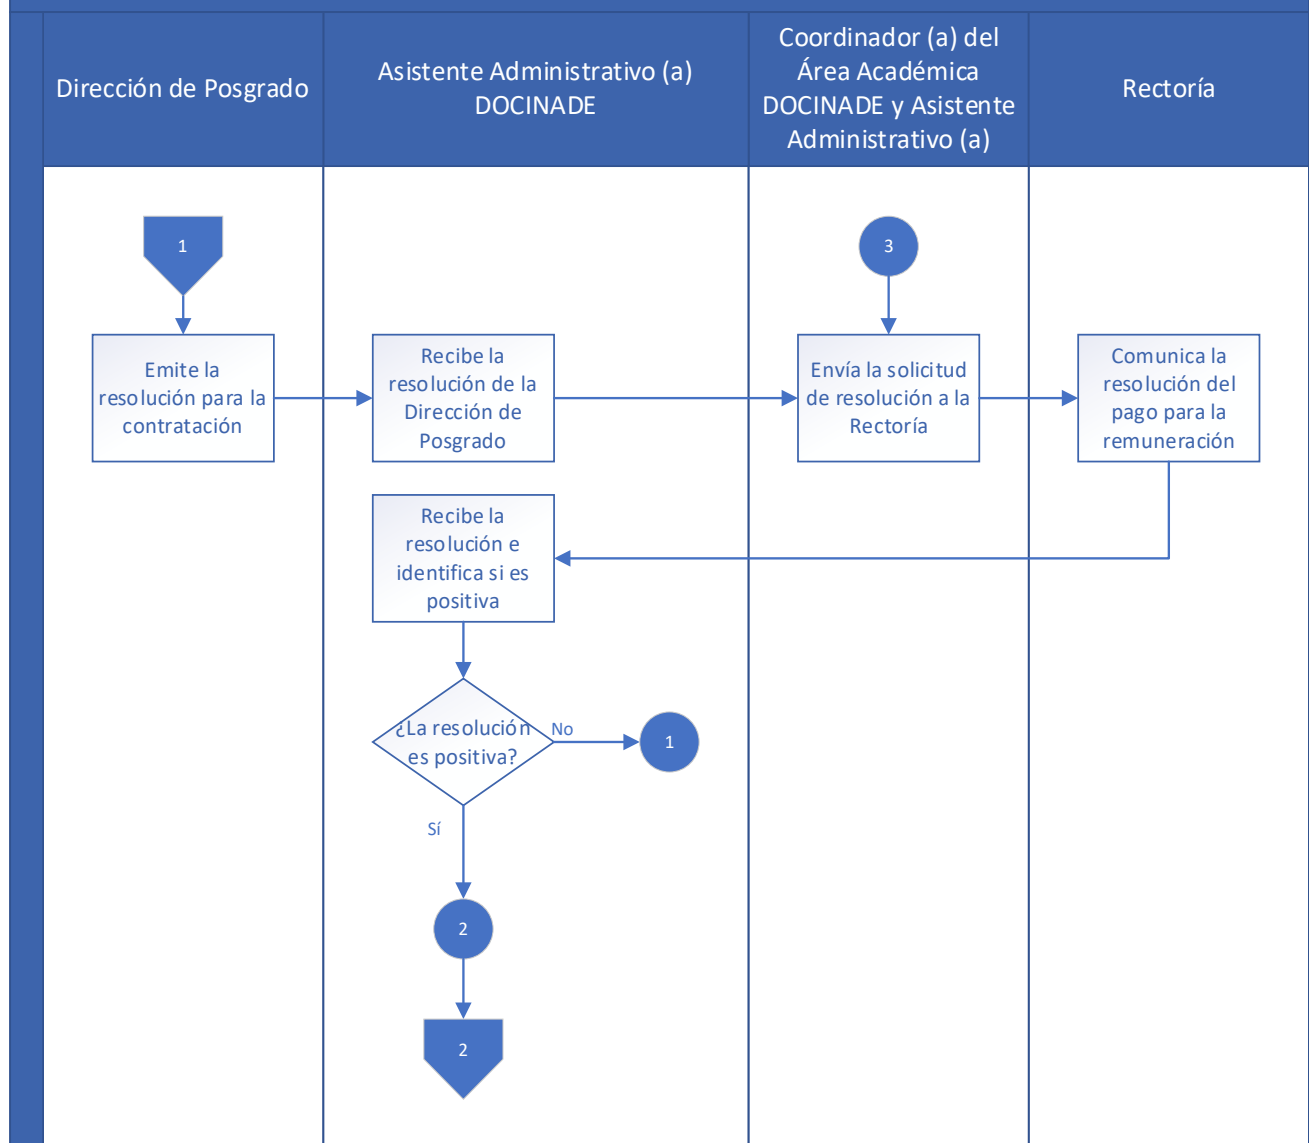 Dirección de Posgrado
Asistente Administrativo (a)
DOCINADE
Coordinador (a) del
Área Académica
DOCINADE y Asistente
Administrativo (a)
Rectoría
1
3
Emite la
resolución para la
contratación
Recibe la
resolución de la
Dirección de
Posgrado
Envía la solicitud
de resolución a la
Rectoría
Comunica la
resolución del
pago para la
remuneración
Recibe la
resolución e
identifica si es
positiva
¿La resolución
es positiva?
No
1
Sí
2
2